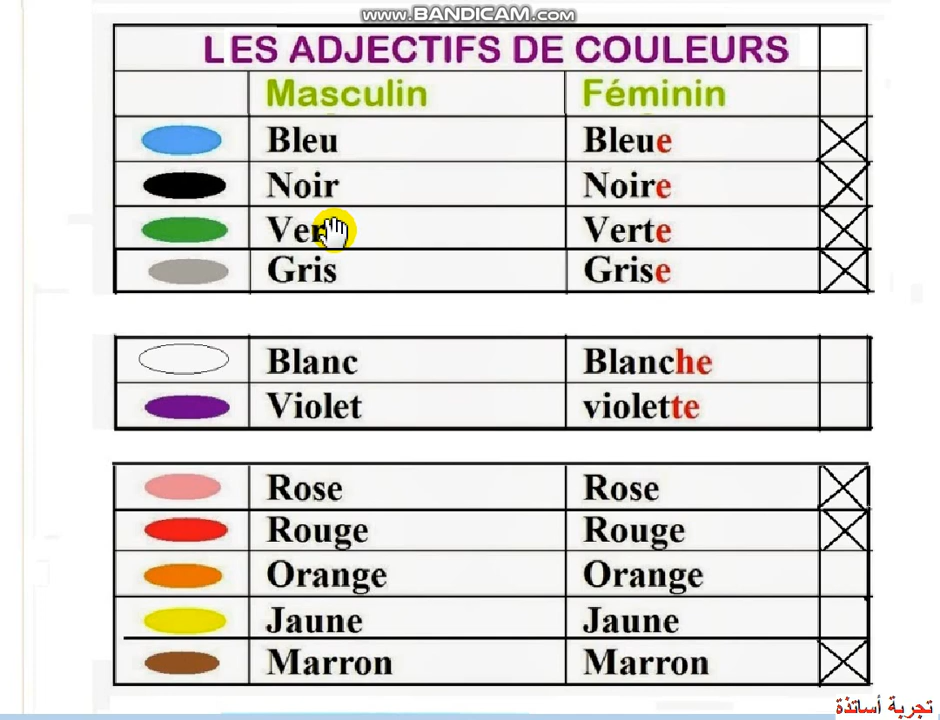 www.BANDICAM.com
LES ADJECTIFS DE COULEURS
Masculin Féminin
Bleu Bleue
Noir Noire
Ver Verte
Gris Grise
Blanc Blanche
Violet violette
Rose Rose
Rouge Rouge
Orange Orange
Jaune Jaune
Marron Marron
تجربة أساتذة